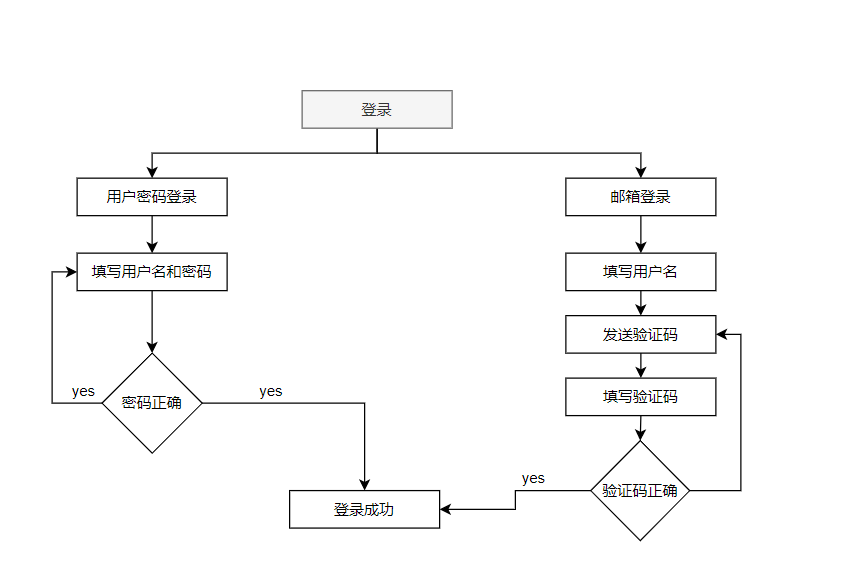 登录
用户密码登录
邮箱登录
填写用户名和密码
填写用户名
发送验证码
填写验证码
yes
密码正确
yes
yes
验证码正确
登录成功